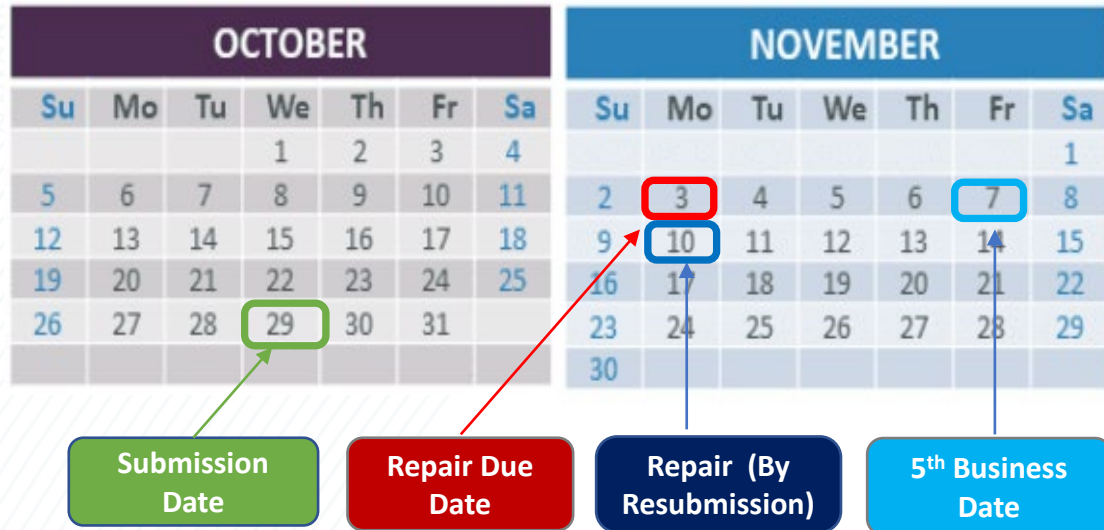 OCTOBER
Su Mo Tu We Th Fr Sa
1 2 3 4
5 6 7 8 9 10 11
12 13 14 15 16 17 18
19 20 21 22 23 24 25
26 27 28 29 30 31
NOVEMBER
Su Mo Tu We Th Fr Sa
1
2 3 4 5 6 7 8
9 10 11 12 13 14 15
16 17 18 19 20 21 22
23 24 25 26 27 28 29
30
Submission
Date
Repair Due
Date
Repair (By
Resubmission)
5th Business
Date